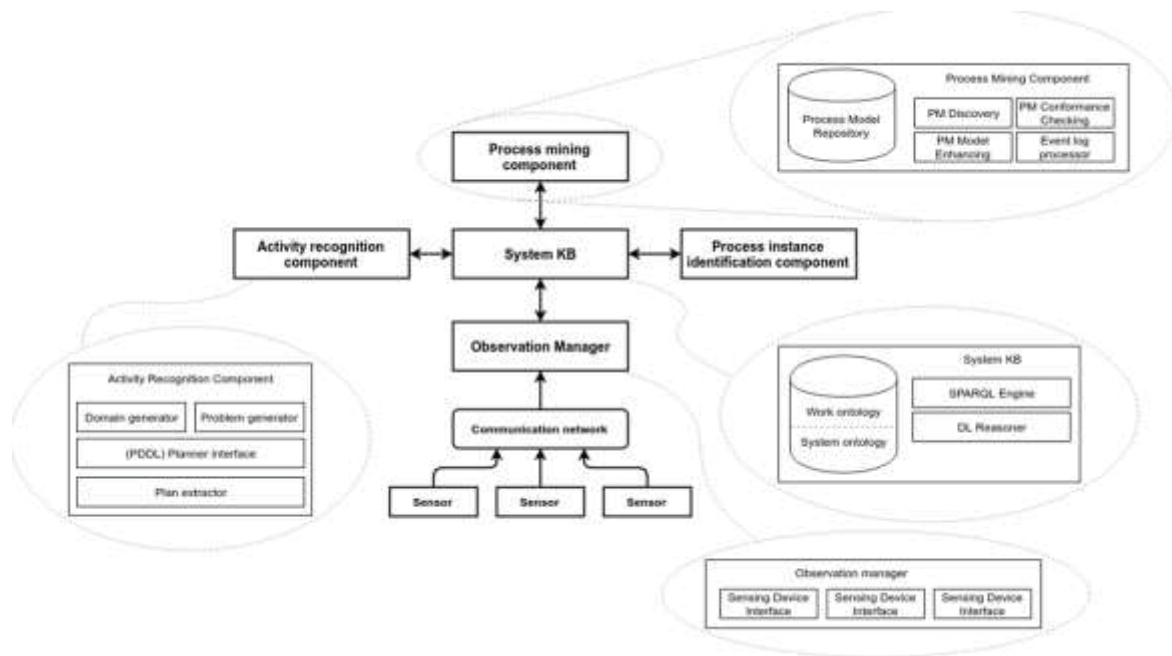 Process Mining Component
Process Model
Repository
PM Discovery
PM Conformance
Checking
PM Model
Enhancing
Event log
processor
Process mining
component
Activity recognition
component
System KB
Process instance
identification component
Observation Manager
Communication network
Sensor
Sensor
Sensor
Activity Recognition Component
Domain generator
Problem generator
(PDDL) Planner interface
Plan extractor
System KB
Work ontology
System ontology
SPARQL Engine
DL Reasoner
Observation manager
Sensing Device
Interface
Sensing Device
Interface
Sensing Device
Interface